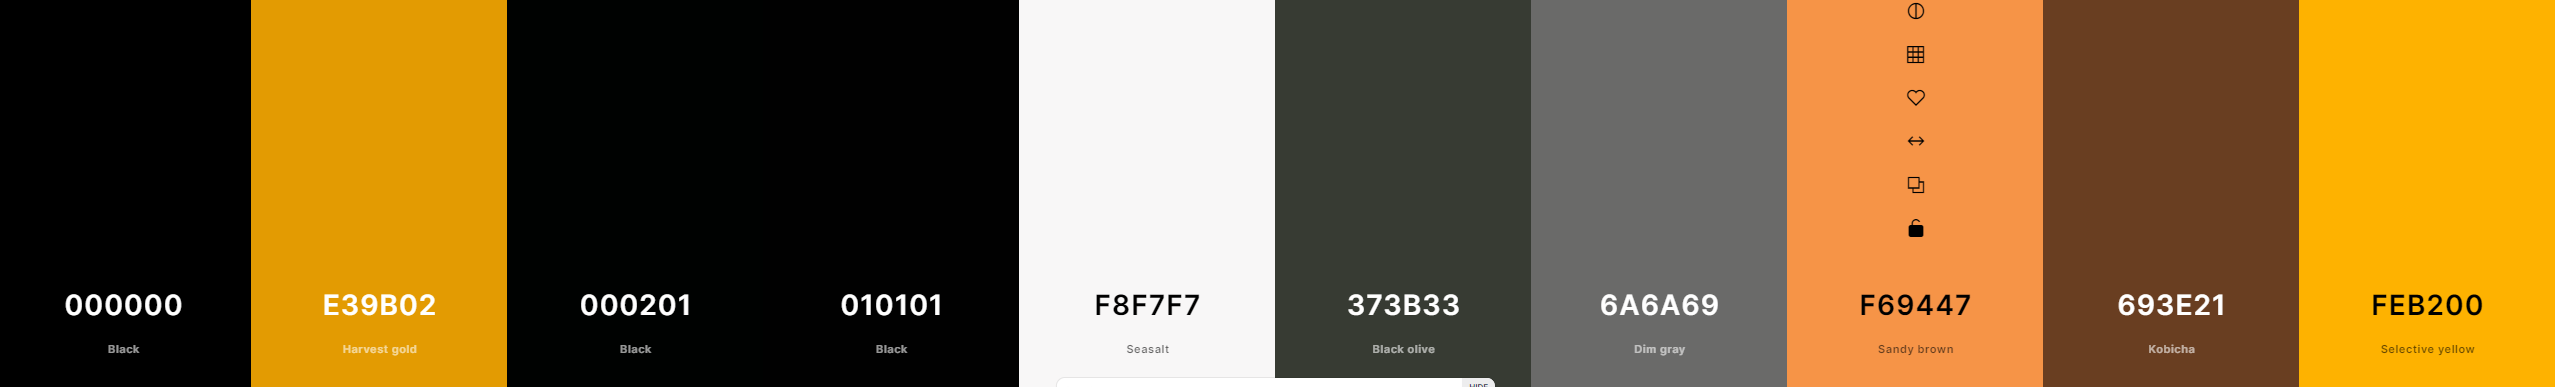 000000
Black
E39B02
Harvest gold
000201
Black
010101
Black
F8F7F7
Seasalt
373B33
Black olive
6A6A69
Dim gray
F69447
Sandy brown
693E21
Kobicha
FEB200
Selective yellow
HIDE